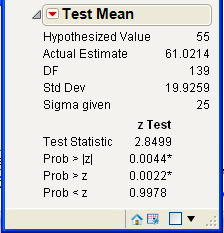 Test Mean
Hypothesized Value 55
Actual Estimate 61.0214
DF 139
Std Dev 19.9259
Sigma given 25
z Test
Test Statistic 2.8499
Prob > |z| 0.0044*
Prob > z 0.0022*
Prob < z 0.9978